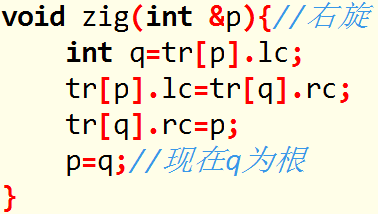 void zig(int &p){//右旋
    int q=tr[p].lc;
    tr[p].lc=tr[q].rc;
    tr[q].rc=p;
    p=q;//现在q为根
}